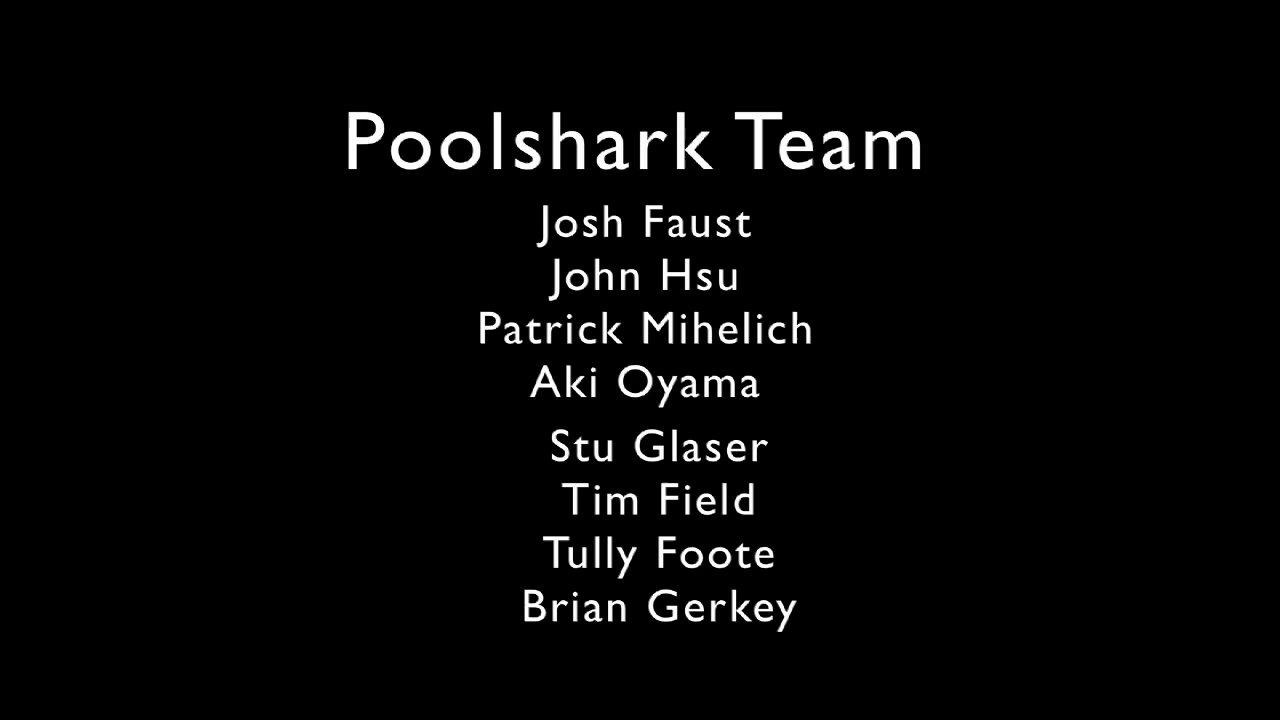 Poolshark Team
Josh Faust
John Hsu
Patrick Mihelich
Aki Oyama
Stu Glaser
Tim Field
Tully Foote
Brian Gerkey